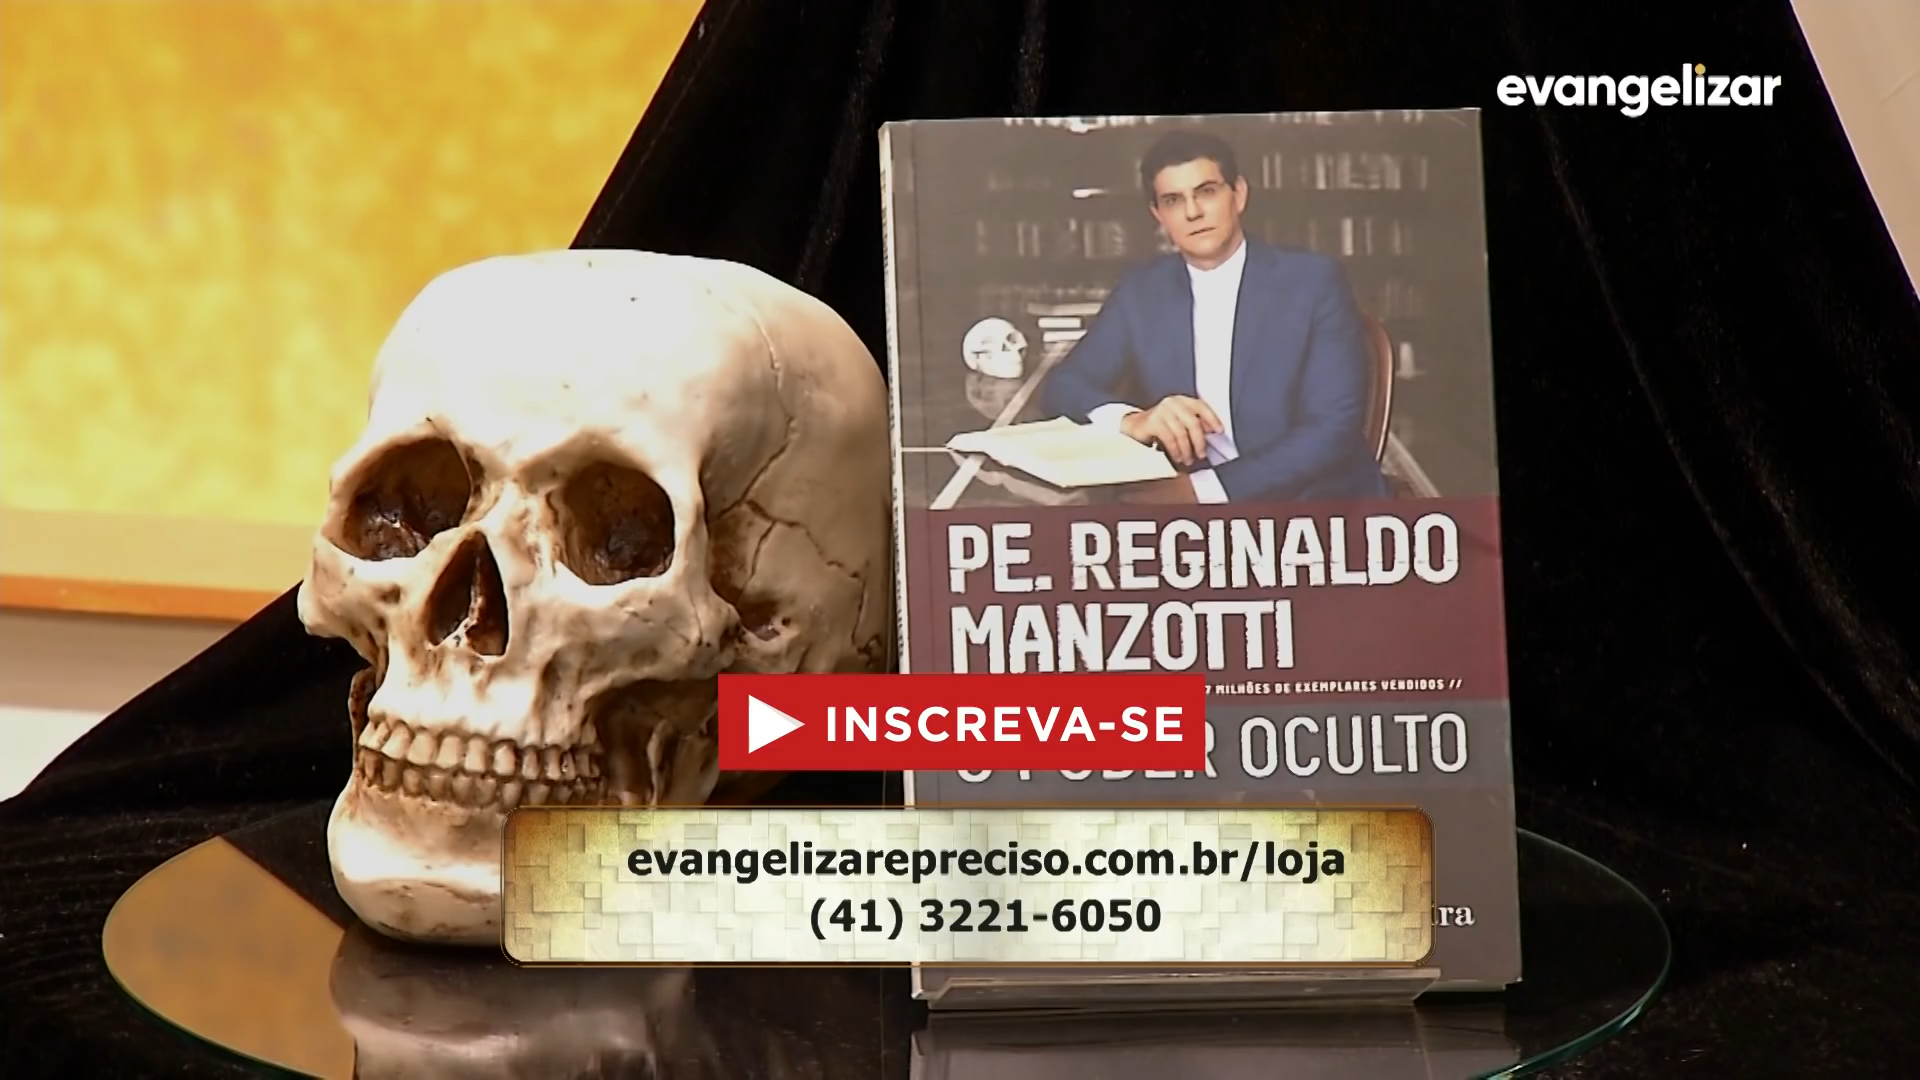 evangelizar
PE. REGINALDO
MANZOTTI
7 MILHÕES DE EXEMPLARES VENDIDOS //
INSCREVA-SE
O PODER OCULTO
evangelizarepreciso.com.br/loja
(41) 3221-6050